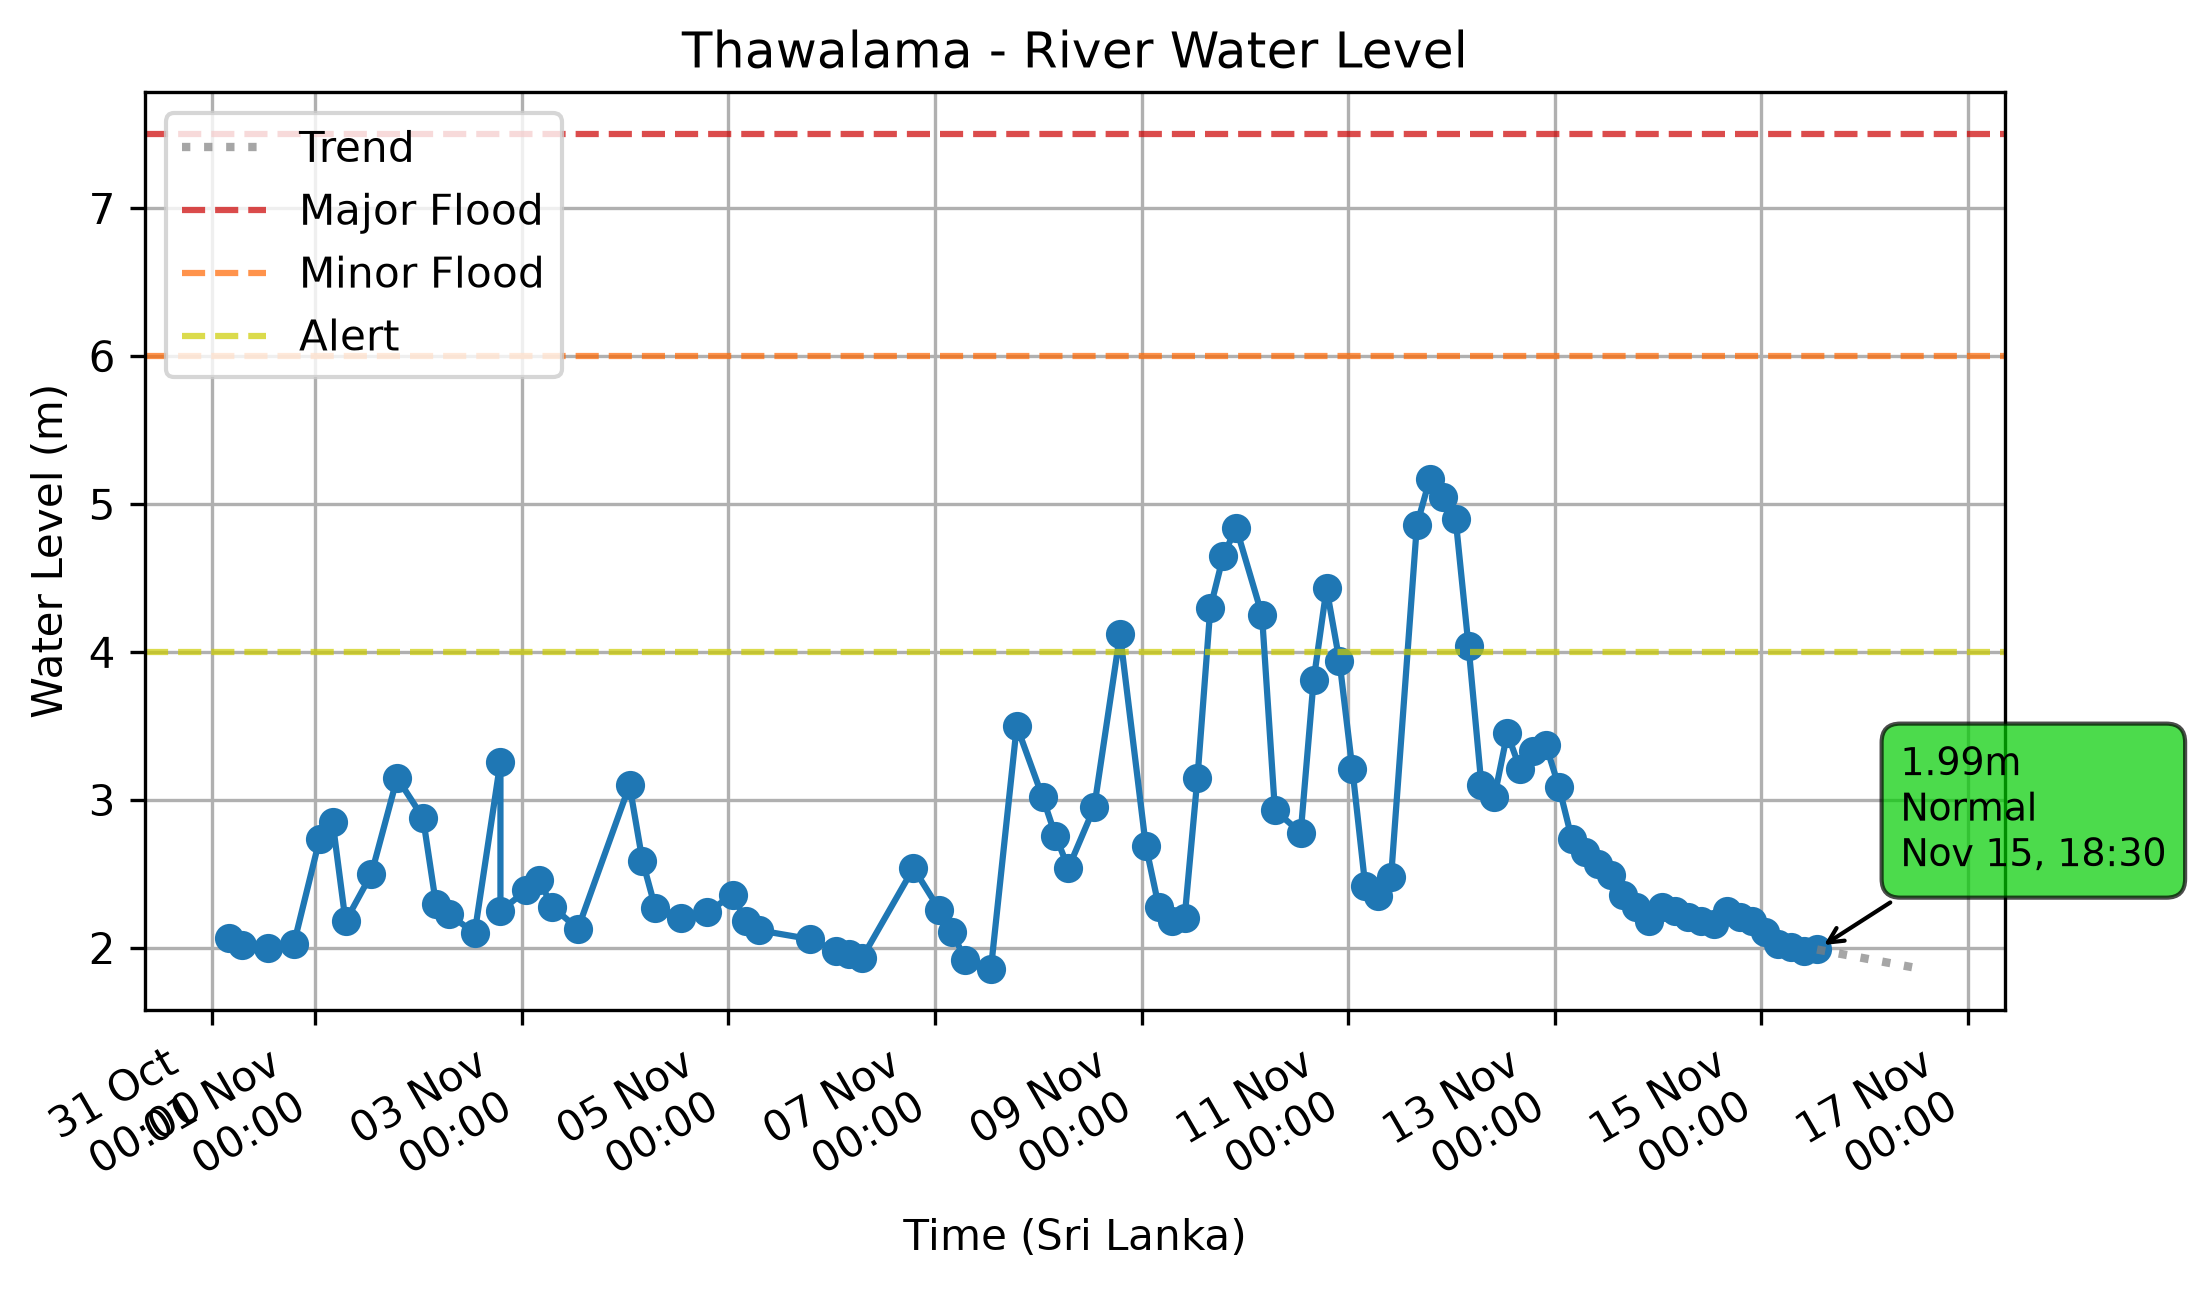 Thawalama - River Water Level
Trend
Major Flood
Minor Flood
Alert
Water Level (m)
7
6
5
4
3
2
1.99m
Normal
Nov 15, 18:30
31 Oct
00:00
01 Nov
00:00
03 Nov
00:00
05 Nov
00:00
07 Nov
00:00
09 Nov
00:00
11 Nov
00:00
13 Nov
00:00
15 Nov
00:00
17 Nov
00:00
Time (Sri Lanka)